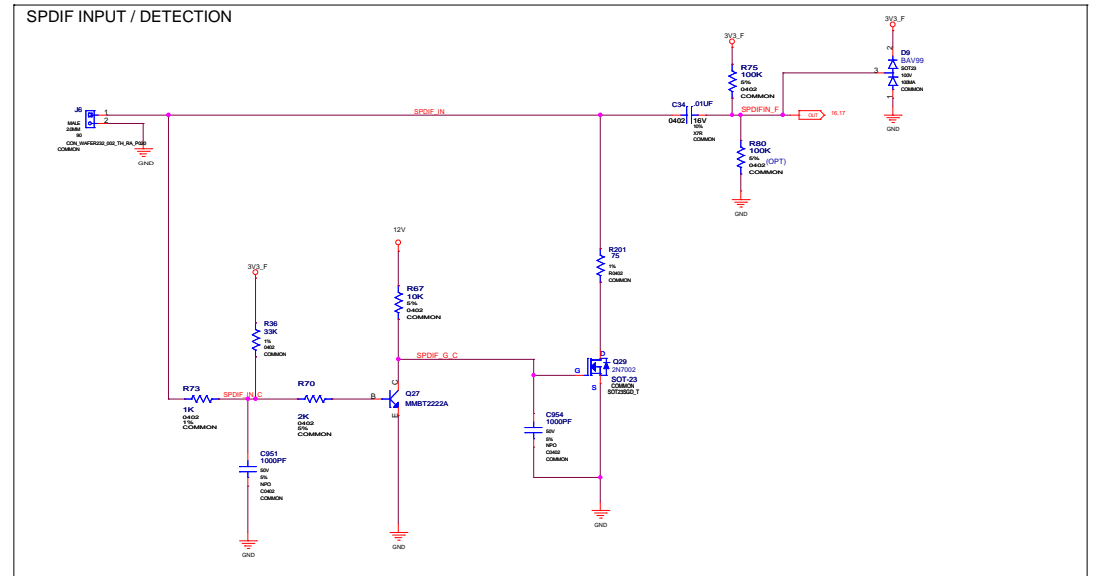 SPDIF INPUT / DETECTION
J6
MALE
2.0MM
90
CON_WAFER232_002_TH_RA_P020
COMMON
1
2
GND
SPDIF_IN
C34
.01UF
0402
16V
10%
X7R
COMMON
3V3_F
R75
100K
5%
0402
COMMON
SPDIFIN_F
OUT
16,17
R80
100K
5%
0402
(OPT)
COMMON
GND
3V3_F
2
3
1
D9
BAV99
SOT23
100V
100MA
COMMON
GND
R201
75
1%
R0402
COMMON
12V
R67
10K
5%
0402
COMMON
3V3_F
R36
33K
1%
0402
COMMON
SPDIF_G_C
D
G
S
Q29
2N7002
SOT-23
COMMON
SOT23SGD_T
R73
1K
0402
1%
COMMON
SPDIF_IN_C
R70
2K
0402
5%
COMMON
B
C
E
Q27
MMBT2222A
C954
1000PF
50V
5%
NPO
C0402
COMMON
C951
1000PF
50V
5%
NPO
C0402
COMMON
GND
GND
GND